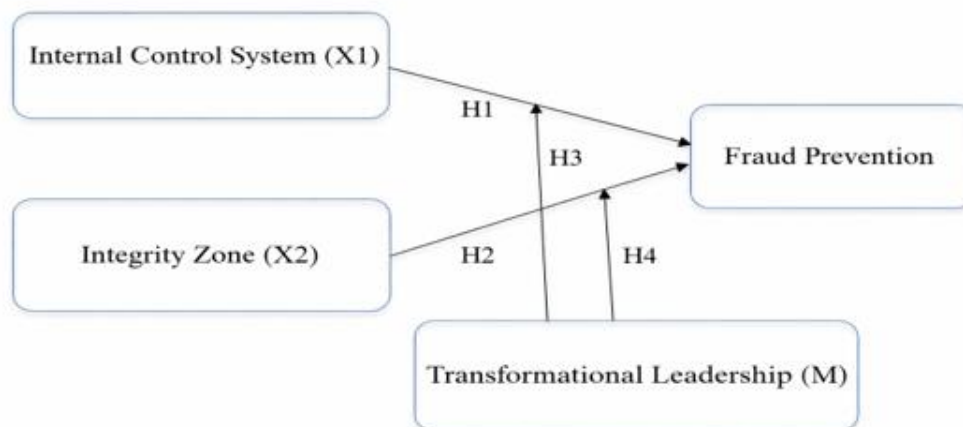 Internal Control System (X1)
H1
Fraud Prevention
H3
Integrity Zone (X2)
H2
H4
Transformational Leadership (M)